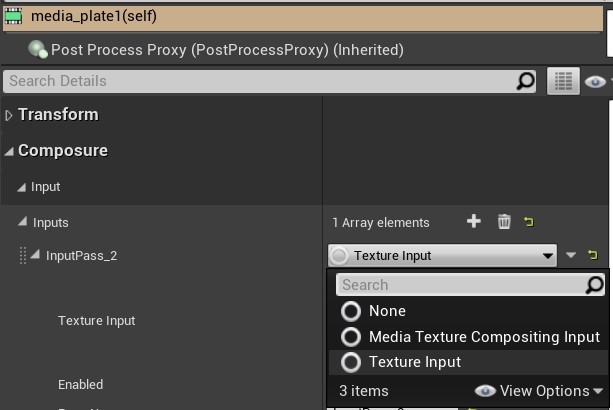 media_plate1(self)
Post Process Proxy (PostProcessProxy) (Inherited)
Search Details
Transform
Composure
Input
Inputs
1 Array elements
InputPass_2
Texture Input
Search
None
Texture Input
Media Texture Compositing Input
Texture Input
Enabled
3 items
View Options